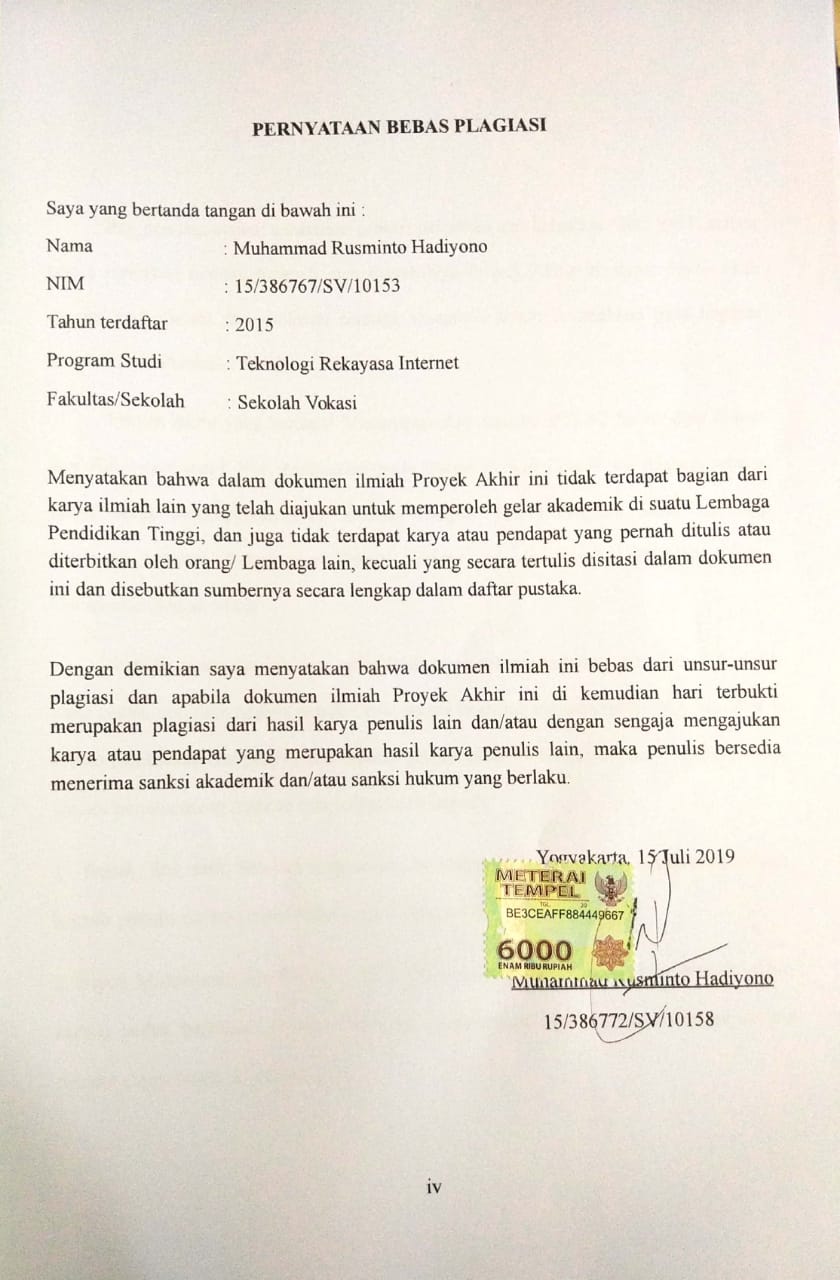 PERNYATAAN BEBAS PLAGIASI
Saya yang bertanda tangan di bawah ini :
Nama : Muhammad Rusminto Hadiyono
NIM : 15/386767/SV/10153
Tahun terdaftar : 2015
Program Studi : Teknologi Rekayasa Internet
Fakultas/Sekolah : Sekolah Vokasi
Menyatakan bahwa dalam dokumen ilmiah Proyek Akhir ini tidak terdapat bagian dari
karya ilmiah lain yang telah diajukan untuk memperoleh gelar akademik di suatu Lembaga
Pendidikan Tinggi, dan juga tidak terdapat karya atau pendapat yang pernah ditulis atau
diterbitkan oleh orang/ Lembaga lain, kecuali yang secara tertulis disitasi dalam dokumen
ini dan disebutkan sumbernya secara lengkap dalam daftar pustaka.
Dengan demikian saya menyatakan bahwa dokumen ilmiah ini bebas dari unsur-unsur
plagiasi dan apabila dokumen ilmiah Proyek Akhir ini di kemudian hari terbukti
merupakan plagiasi dari hasil karya penulis lain dan/atau dengan sengaja mengajukan
karya atau pendapat yang merupakan hasil karya penulis lain, maka penulis bersedia
menerima sanksi akademik dan/atau sanksi hukum yang berlaku.
Yogyakarta, 15 Juli 2019
METERAI
TEMPEL
TGL 20
BE3CEAFF884449667
6000
ENAM RIBU RUPIAH
Muhammad Rusminto Hadiyono
15/386772/SV/10158
iv